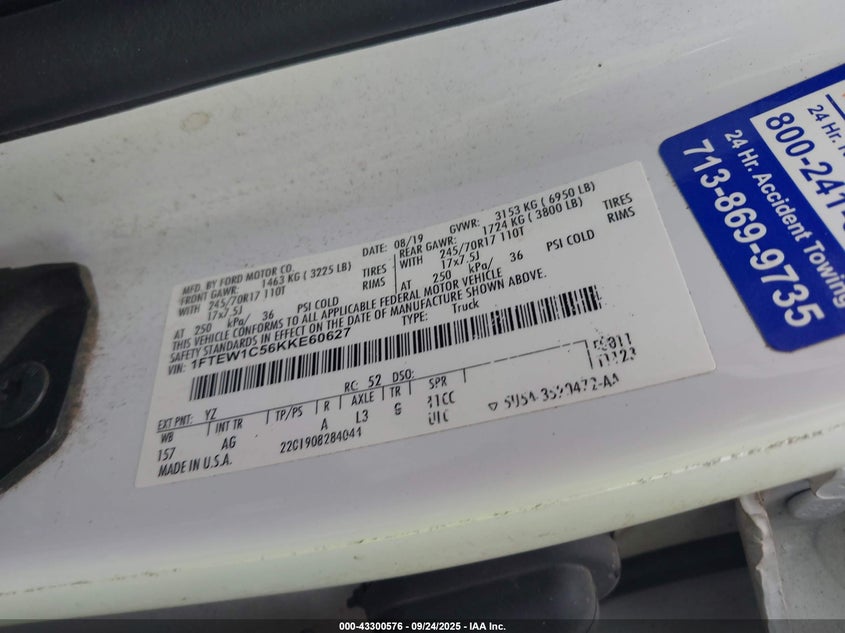 MFD. BY FORD MOTOR CO.
DATE: 08/19
GVWR: 3153 KG ( 6950 LB)
FRONT GAWR: 1463 KG ( 3225 LB)
REAR GAWR: 1724 KG ( 3800 LB)
WITH 245/70R17 110T TIRES
WITH 245/70R17 110T TIRES
17x7.5J RIMS
17x7.5J RIMS
AT 250 kPa/ 36 PSI COLD
AT 250 kPa/ 36 PSI COLD
THIS VEHICLE CONFORMS TO ALL APPLICABLE FEDERAL MOTOR VEHICLE
SAFETY STANDARDS IN EFFECT ON THE DATE OF MANUFACTURE SHOWN ABOVE.
VIN: 1FTEW1C56KKE60627
TYPE: Truck
EXT PNT: YZ
RC: 52 DSO:
WB INT TR TP/PS R AXLE TR SPR
157 AG A L3
MADE IN U.S.A.
24 Hr.
800-241-
24 Hr. Accident Towing
713-869-9735
000-43300576 - 09/24/2025 - IAA Inc.